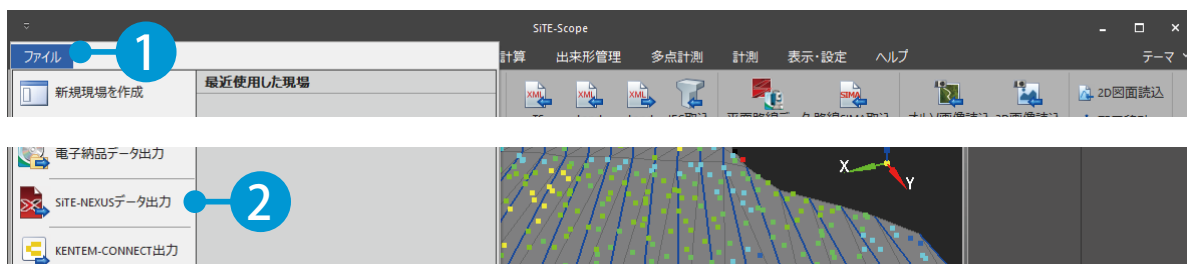 SiTE-Scope
ファイル
1
計算
出来形管理
多点計測
計測
表示・設定
ヘルプ
テーマ
新規現場を作成
最近使用した現場
XML
XML
XML
SIMA
2D図面読込
電子納品データ出力
X
Y
SiTE-NEXUSデータ出力
2
KENTEM-CONNECT出力